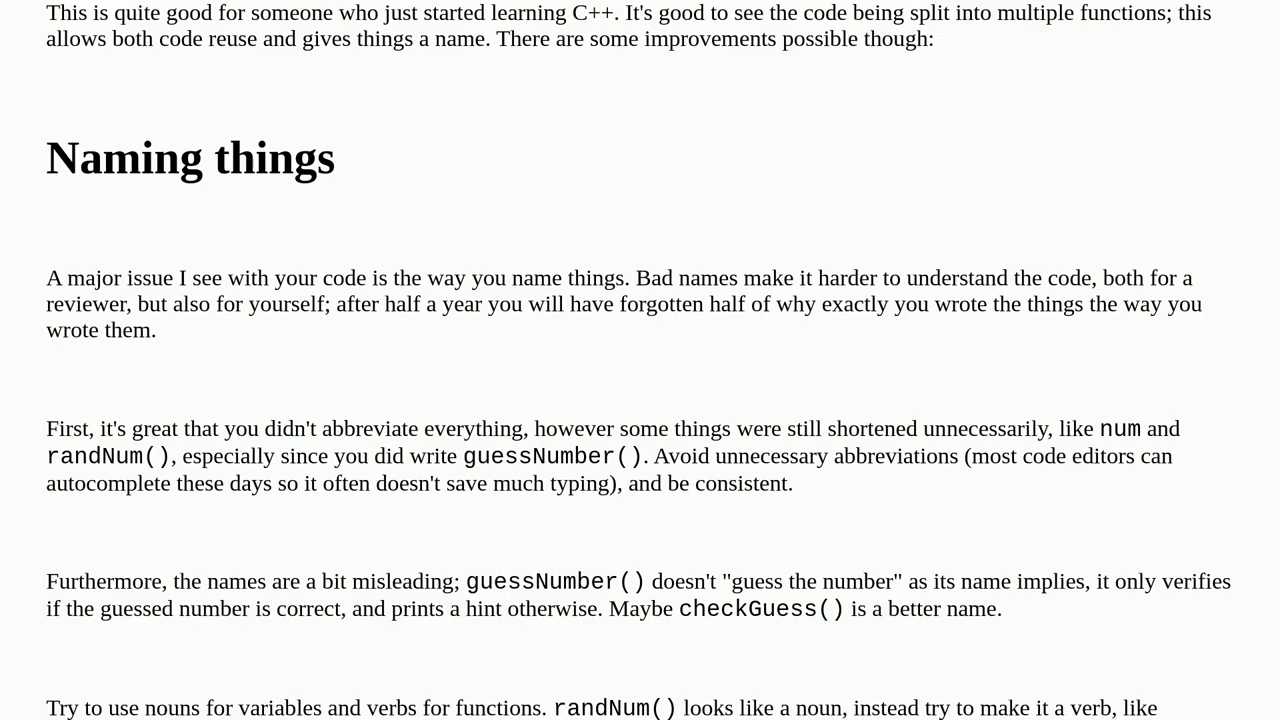 This is quite good for someone who just started learning C++. It's good to see the code being split into multiple functions; this
allows both code reuse and gives things a name. There are some improvements possible though:
Naming things
A major issue I see with your code is the way you name things. Bad names make it harder to understand the code, both for a
reviewer, but also for yourself; after half a year you will have forgotten half of why exactly you wrote the things the way you
wrote them.
First, it's great that you didn't abbreviate everything, however some things were still shortened unnecessarily, like num and
randNum(), especially since you did write guessNumber(). Avoid unnecessary abbreviations (most code editors can
autocomplete these days so it often doesn't save much typing), and be consistent.
Furthermore, the names are a bit misleading; guessNumber() doesn't "guess the number" as its name implies, it only verifies
if the guessed number is correct, and prints a hint otherwise. Maybe checkGuess() is a better name.
Try to use nouns for variables and verbs for functions. randNum() looks like a noun, instead try to make it a verb, like